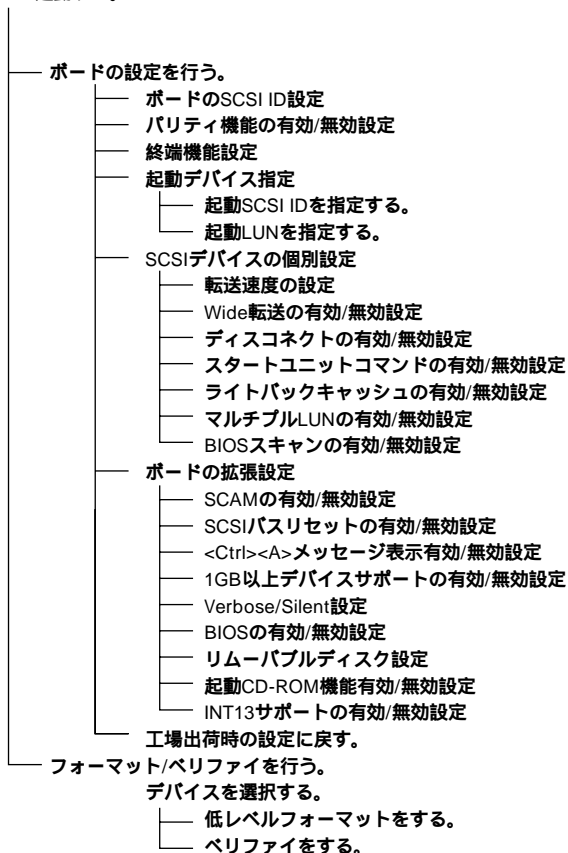 ボードの設定を行う。
ボードのSCSI ID設定
パリティ機能の有効/無効設定
終端機能設定
起動デバイス指定
起動SCSI IDを指定する。
起動LUNを指定する。
SCSIデバイスの個別設定
転送速度の設定
Wide転送の有効/無効設定
ディスコネクトの有効/無効設定
スタートユニットコマンドの有効/無効設定
ライトバックキャッシュの有効/無効設定
マルチプルLUNの有効/無効設定
BIOSスキャンの有効/無効設定
ボードの拡張設定
SCAMの有効/無効設定
SCSIバスリセットの有効/無効設定
<Ctrl><A>メッセージ表示有効/無効設定
1GB以上デバイスサポートの有効/無効設定
Verbose/Silent設定
BIOSの有効/無効設定
リムーバブルディスク設定
起動CD-ROM機能有効/無効設定
INT13サポートの有効/無効設定
工場出荷時の設定に戻す。
フォーマット/ベリファイを行う。
デバイスを選択する。
低レベルフォーマットをする。
ベリファイをする。